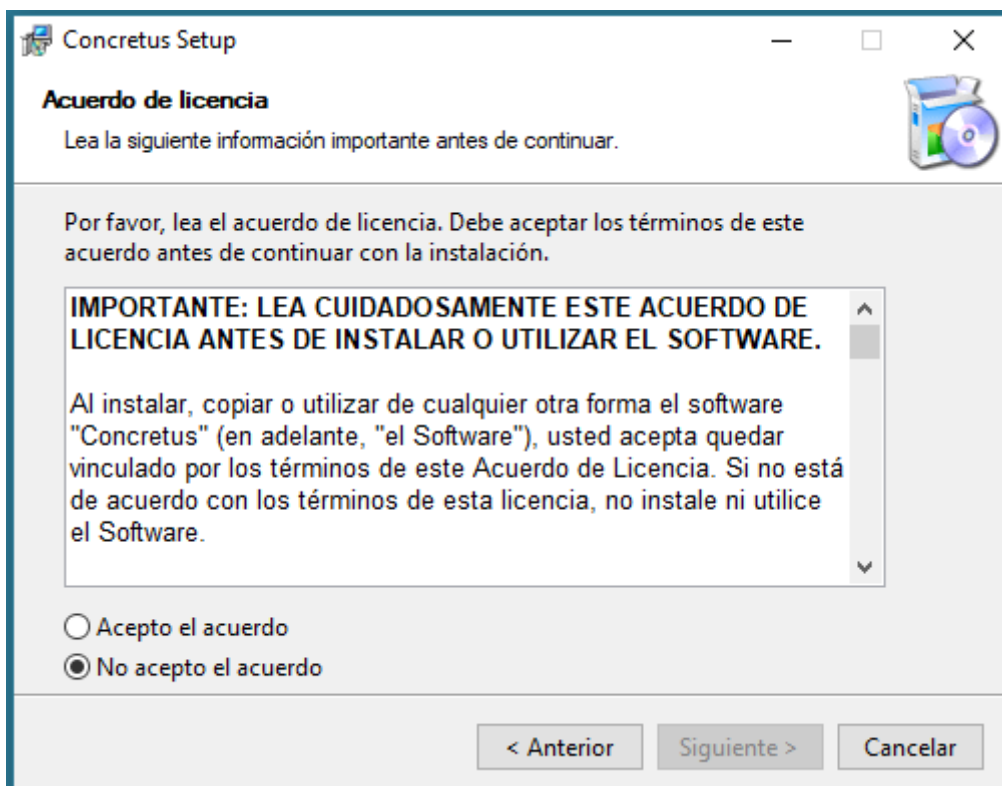 Concretus Setup
Acuerdo de licencia
Lea la siguiente información importante antes de continuar.
Por favor, lea el acuerdo de licencia. Debe aceptar los términos de este
acuerdo antes de continuar con la instalación.
IMPORTANTE: LEA CUIDADOSAMENTE ESTE ACUERDO DE
LICENCIA ANTES DE INSTALAR O UTILIZAR EL SOFTWARE.
Al instalar, copiar o utilizar de cualquier otra forma el software
"Concretus" (en adelante, "el Software"), usted acepta quedar
vinculado por los términos de este Acuerdo de Licencia. Si no está
de acuerdo con los términos de esta licencia, no instale ni utilice
el Software.
Acepto el acuerdo
No acepto el acuerdo
< Anterior
Siguiente >
Cancelar